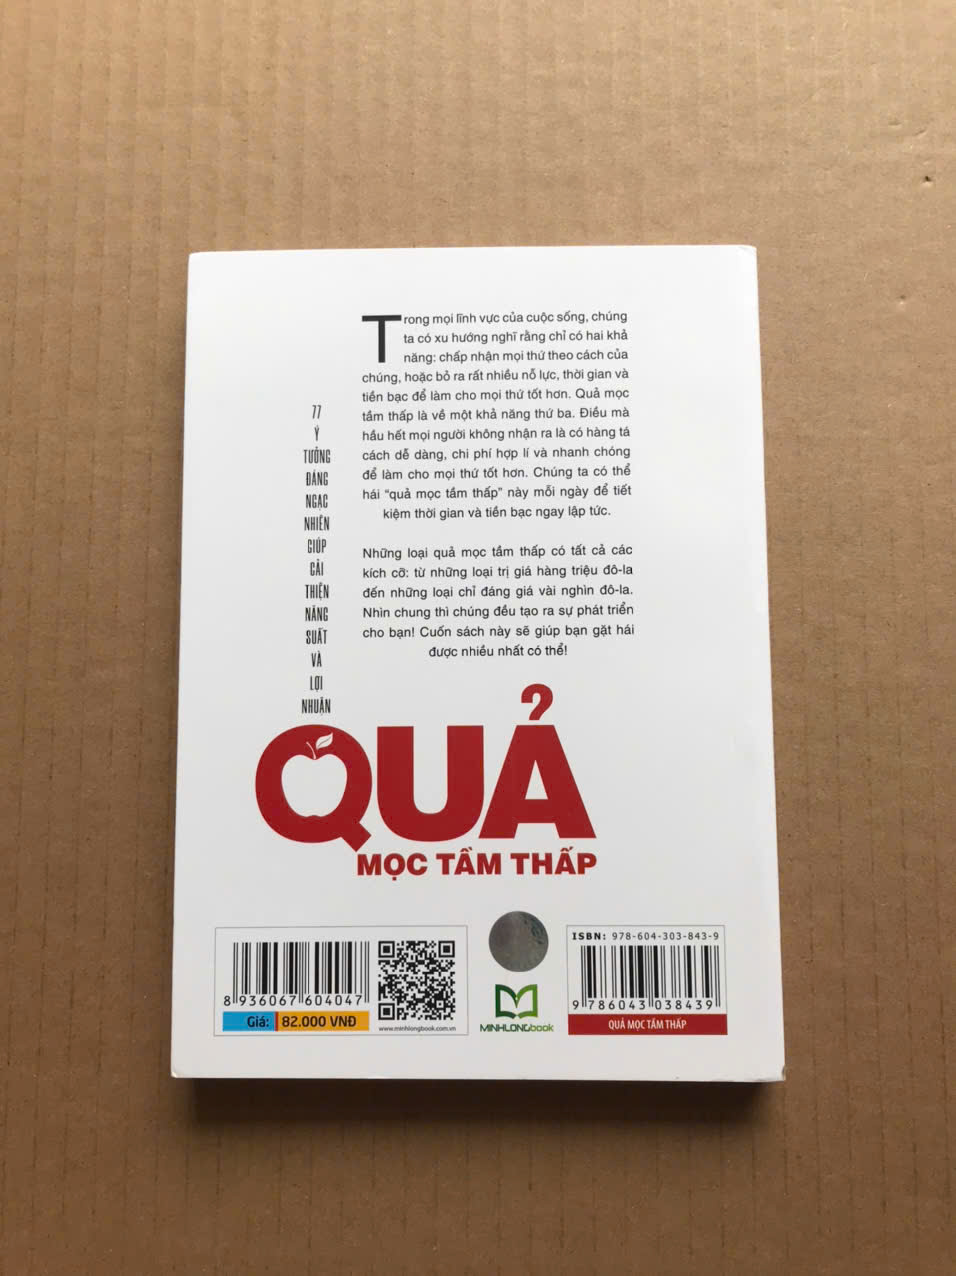 Trong mọi lĩnh vực của cuộc sống, chúng
ta có xu hướng nghĩ rằng chỉ có hai khả
năng: chấp nhận mọi thứ theo cách của
chúng, hoặc bỏ ra rất nhiều nỗ lực, thời gian và
tiền bạc để làm cho mọi thứ tốt hơn. Quả mọc
tầm thấp là về một khả năng thứ ba. Điều mà
hầu hết mọi người không nhận ra là có hàng tá
cách dễ dàng, chi phí hợp lí và nhanh chóng
để làm cho mọi thứ tốt hơn. Chúng ta có thể
hái “quả mọc tầm thấp” này mỗi ngày để tiết
kiệm thời gian và tiền bạc ngay lập tức.
Những loại quả mọc tầm thấp có tất cả các
kích cỡ: từ những loại trị giá hàng triệu đô-la
đến những loại chỉ đáng giá vài nghìn đô-la.
Nhìn chung thì chúng đều tạo ra sự phát triển
cho bạn! Cuốn sách này sẽ giúp bạn gặt hái
được nhiều nhất có thể!
77
Ý
TƯỞNG
ĐÁNG
NGẠC
NHIÊN
GIÚP
CẢI
THIỆN
NĂNG
SUẤT
VÀ
LỢI
NHUẬN
QUẢ
MỌC TẦM THẤP
8 936067 604047
Giá: 82.000 VNĐ
www.minhlongbook.com.vn
MINHLONGbook
ISBN: 978-604-303-843-9
9 786043 038439
QUẢ MỌC TẦM THẤP